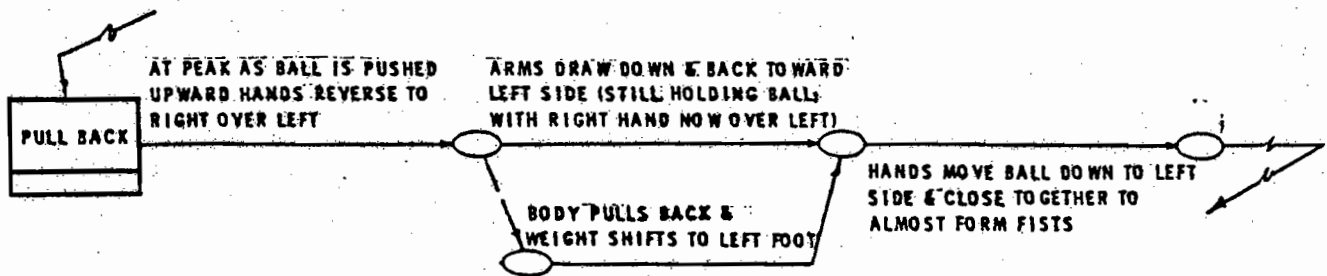 PULL BACK
AT PEAK AS BALL IS PUSHED
UPWARD HANDS REVERSE TO
RIGHT OVER LEFT
ARMS DRAW DOWN & BACK TOWARD
LEFT SIDE (STILL HOLDING BALL,
WITH RIGHT HAND NOW OVER LEFT)
BODY PULLS BACK &
WEIGHT SHIFTS TO LEFT FOOT
HANDS MOVE BALL DOWN TO LEFT
SIDE & CLOSE TOGETHER TO
ALMOST FORM FISTS